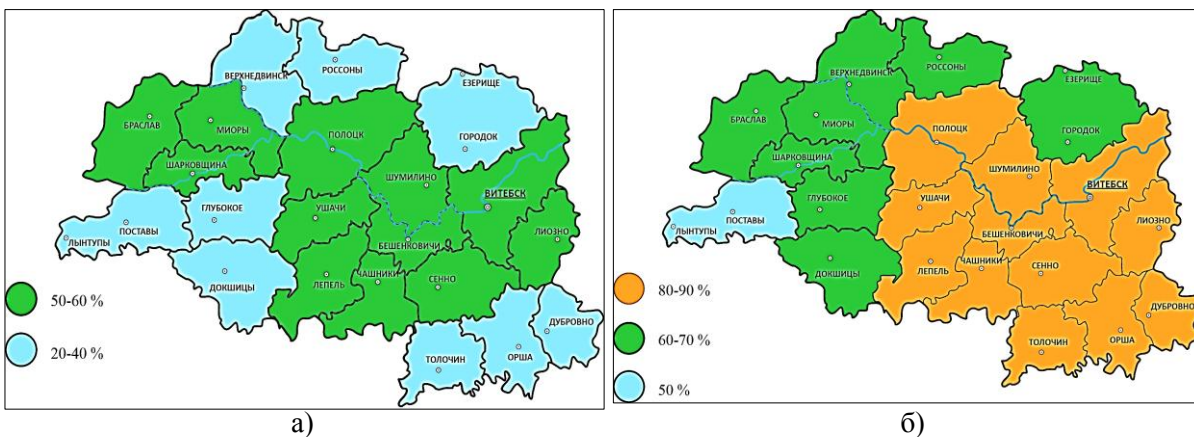 ВЕРХНЕДВИНСК
РОССОНЫ
ЕЗЕРИЩЕ
ГОРОДОК
БРАСЛАВ
МИОРЫ
ПОЛОЦК
ШАРКОВЩИНА
ШУМИЛИНО
ВИТЕБСК
ГЛУБОКОЕ
УШАЧИ
ПОСТАВЫ
ЛЫНТУПЫ
БЕШЕНКОВИЧИ
ЛИОЗНО
ДОКШИЦЫ
ЛЕПЕЛЬ
ЧАШНИКИ
СЕННО
ДУБРОВНО
ОРША
ТОЛОЧИН
50-60 %
20-40 %
а)
РОССОНЫ
ВЕРХНЕДВИНСК
ЕЗЕРИЩЕ
ГОРОДОК
БРАСЛАВ
МИОРЫ
ПОЛОЦК
ШАРКОВЩИНА
ШУМИЛИНО
ВИТЕБСК
ГЛУБОКОЕ
УШАЧИ
ПОСТАВЫ
ЛЫНТУПЫ
БЕШЕНКОВИЧИ
ЛИОЗНО
ДОКШИЦЫ
ЛЕПЕЛЬ
ЧАШНИКИ
СЕННО
ДУБРОВНО
ОРША
ТОЛОЧИН
80-90 %
60-70 %
50 %
б)